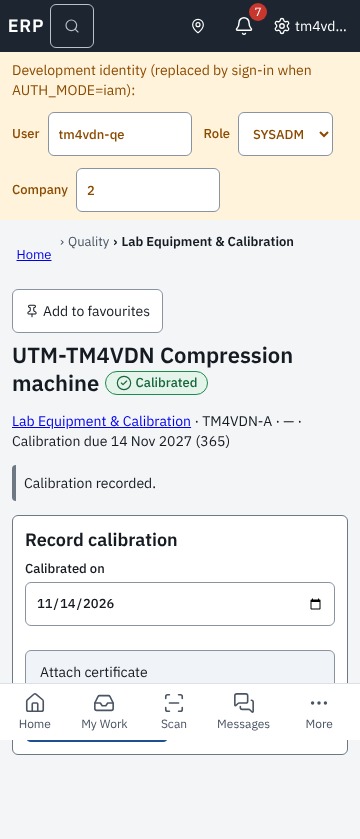 ERP
7
tm4vd...
Development identity (replaced by sign-in when
AUTH_MODE=iam):
User
tm4vdn-qe
Role
SYSADM
Company
2
Home › Quality › Lab Equipment & Calibration
Add to favourites
UTM-TM4VDN Compression
machine
Calibrated
Lab Equipment & Calibration · TM4VDN-A · — ·
Calibration due 14 Nov 2027 (365)
Calibration recorded.
Record calibration
Calibrated on
11/14/2026
Attach certificate
Home
My Work
Scan
Messages
More